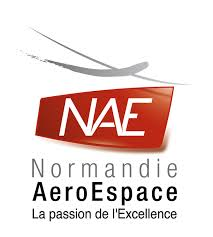 NAE
Normandie
AeroEspace
La passion de l'Excellence